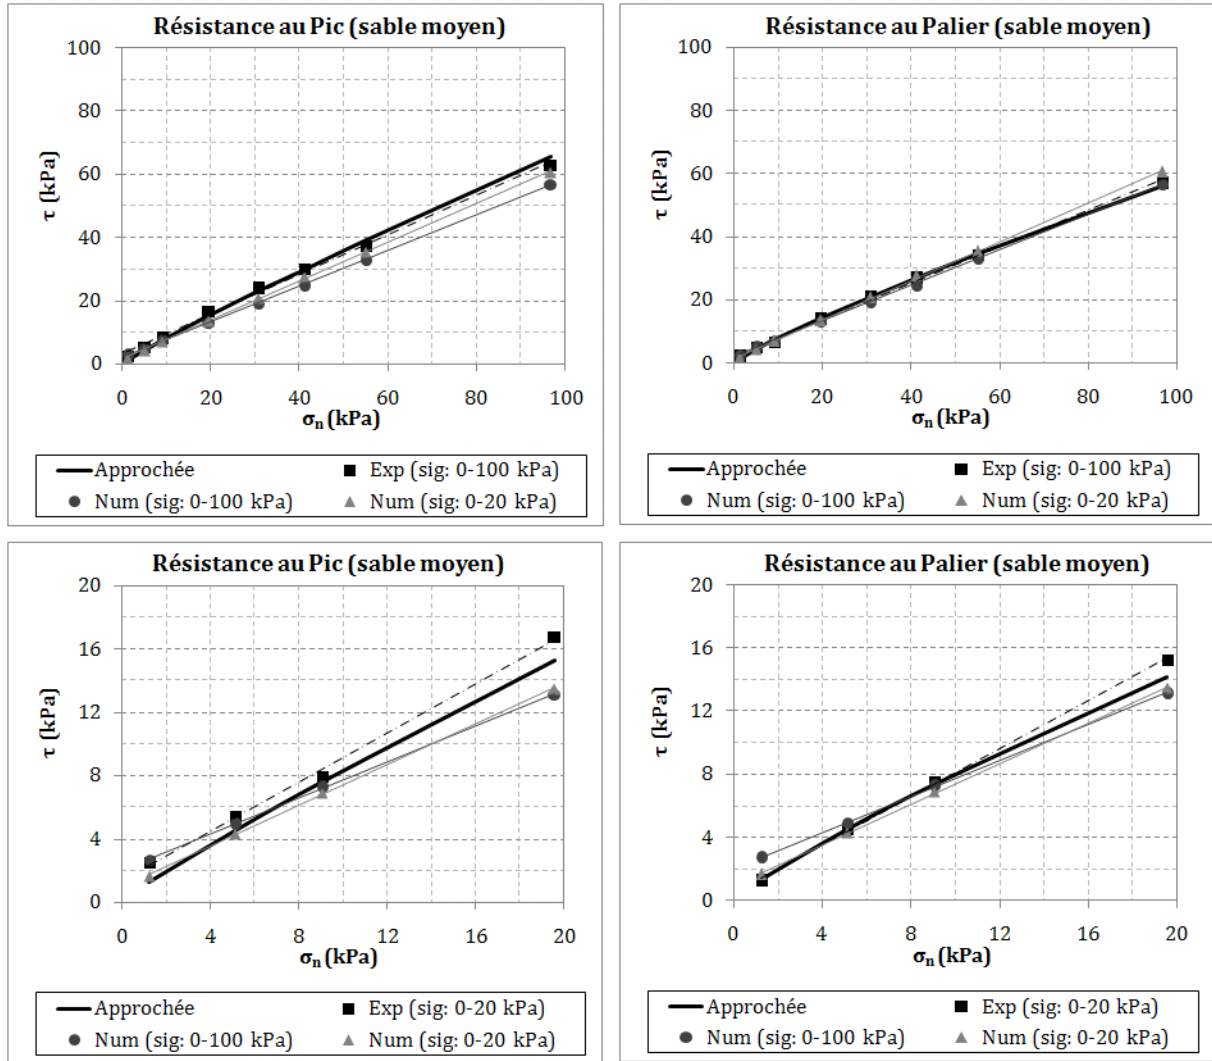 Résistance au Pic (sable moyen)
100
80
60
40
20
0
τ (kPa)
0 20 40 60 80 100
σn (kPa)
Approchée Exp (sig: 0-100 kPa)
Num (sig: 0-100 kPa) Num (sig: 0-20 kPa)
Résistance au Palier (sable moyen)
100
80
60
40
20
0
τ (kPa)
0 20 40 60 80 100
σn (kPa)
Approchée Exp (sig: 0-100 kPa)
Num (sig: 0-100 kPa) Num (sig: 0-20 kPa)
Résistance au Pic (sable moyen)
20
16
12
8
4
0
τ (kPa)
0 4 8 12 16 20
σn (kPa)
Approchée Exp (sig: 0-20 kPa)
Num (sig: 0-100 kPa) Num (sig: 0-20 kPa)
Résistance au Palier (sable moyen)
20
16
12
8
4
0
τ (kPa)
0 4 8 12 16 20
σn (kPa)
Approchée Exp (sig: 0-20 kPa)
Num (sig: 0-100 kPa) Num (sig: 0-20 kPa)